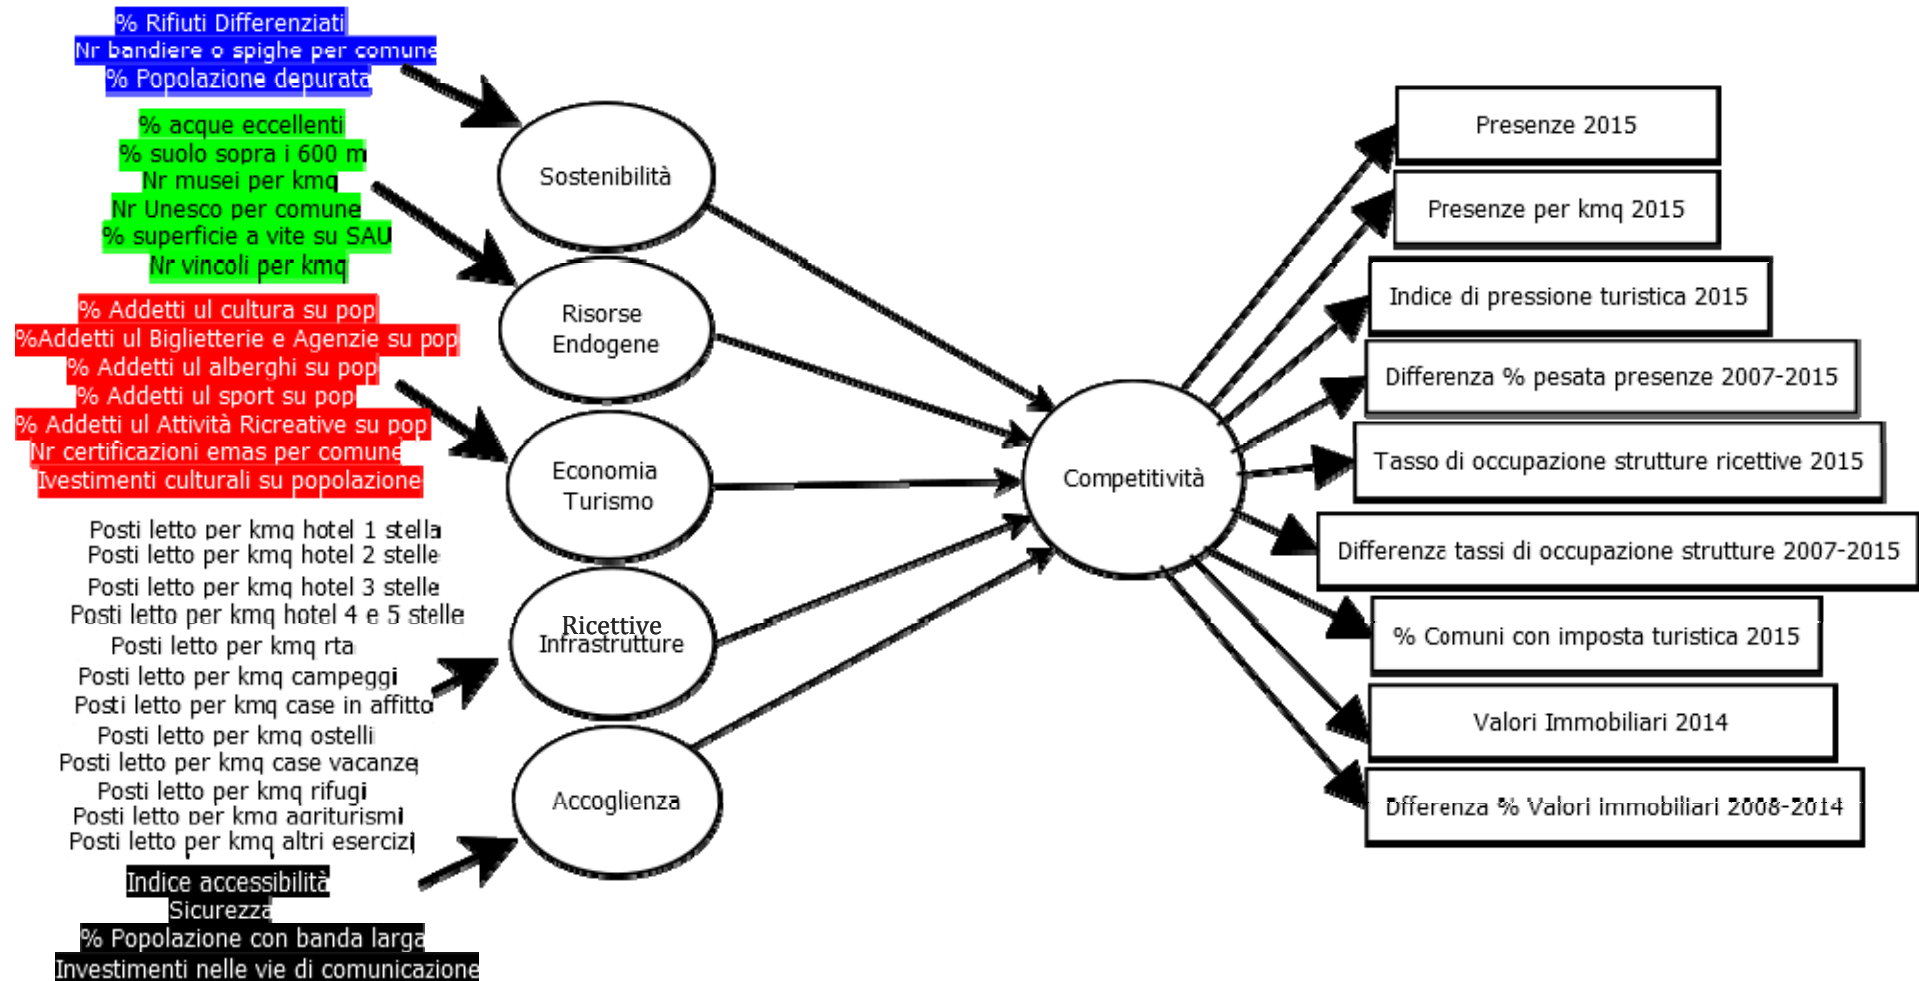 % Rifiuti Differenziati
Nr bandiere o spighe per comune
% Popolazione depurata
% acque eccellenti
% suolo sopra i 600 m
Nr musei per kmq
Nr Unesco per comune
% superficie a vite su SAU
Nr vincoli per kmq
% Addetti ul cultura su pop
%Addetti ul Biglietterie e Agenzie su pop
% Addetti ul alberghi su pop
% Addetti ul sport su pop
% Addetti ul Attività Ricreative su pop
Nr certificazioni emas per comune
Ivestimenti culturali su popolazione
Posti letto per kmq hotel 1 stella
Posti letto per kmq hotel 2 stelle
Posti letto per kmq hotel 3 stelle
Posti letto per kmq hotel 4 e 5 stelle
Posti letto per kmq rta
Posti letto per kmq campeggi
Posti letto per kmq case in affitto
Posti letto per kmq ostelli
Posti letto per kmq case vacanze
Posti letto per kmq rifugi
Posti letto per kmq agriturismi
Posti letto per kmq altri esercizi
Indice accessibilità
Sicurezza
% Popolazione con banda larga
Investimenti nelle vie di comunicazione
Sostenibilità
Risorse
Endogene
Economia
Turismo
Ricettive
Infrastrutture
Accoglienza
Competitività
Presenze 2015
Presenze per kmq 2015
Indice di pressione turistica 2015
Differenza % pesata presenze 2007-2015
Tasso di occupazione strutture ricettive 2015
Differenza tassi di occupazione strutture 2007-2015
% Comuni con imposta turistica 2015
Valori Immobiliari 2014
Dfferenza % Valori immobiliari 2008-2014